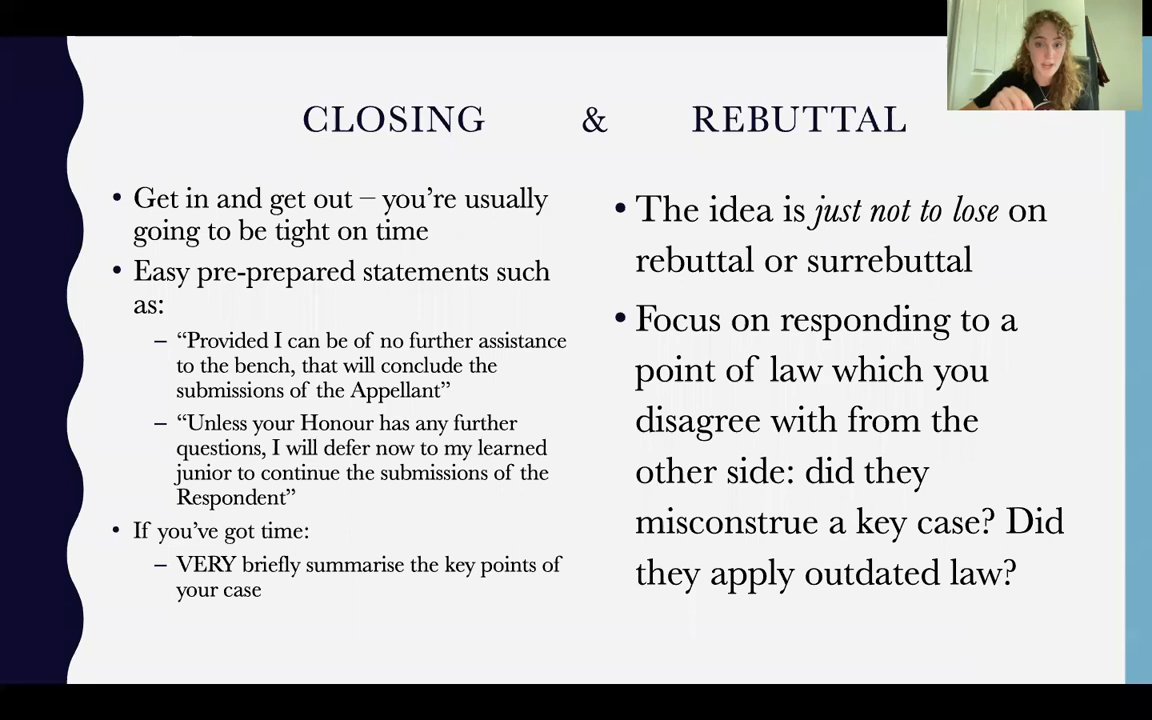 CLOSING & REBUTTAL
• Get in and get out – you're usually
going to be tight on time
• Easy pre-prepared statements such
as:
– “Provided I can be of no further assistance
to the bench, that will conclude the
submissions of the Appellant”
– “Unless your Honour has any further
questions, I will defer now to my learned
junior to continue the submissions of the
Respondent”
• If you've got time:
– VERY briefly summarise the key points of
your case
• The idea is just not to lose on
rebuttal or surrebuttal
• Focus on responding to a
point of law which you
disagree with from the
other side: did they
misconstrue a key case? Did
they apply outdated law?